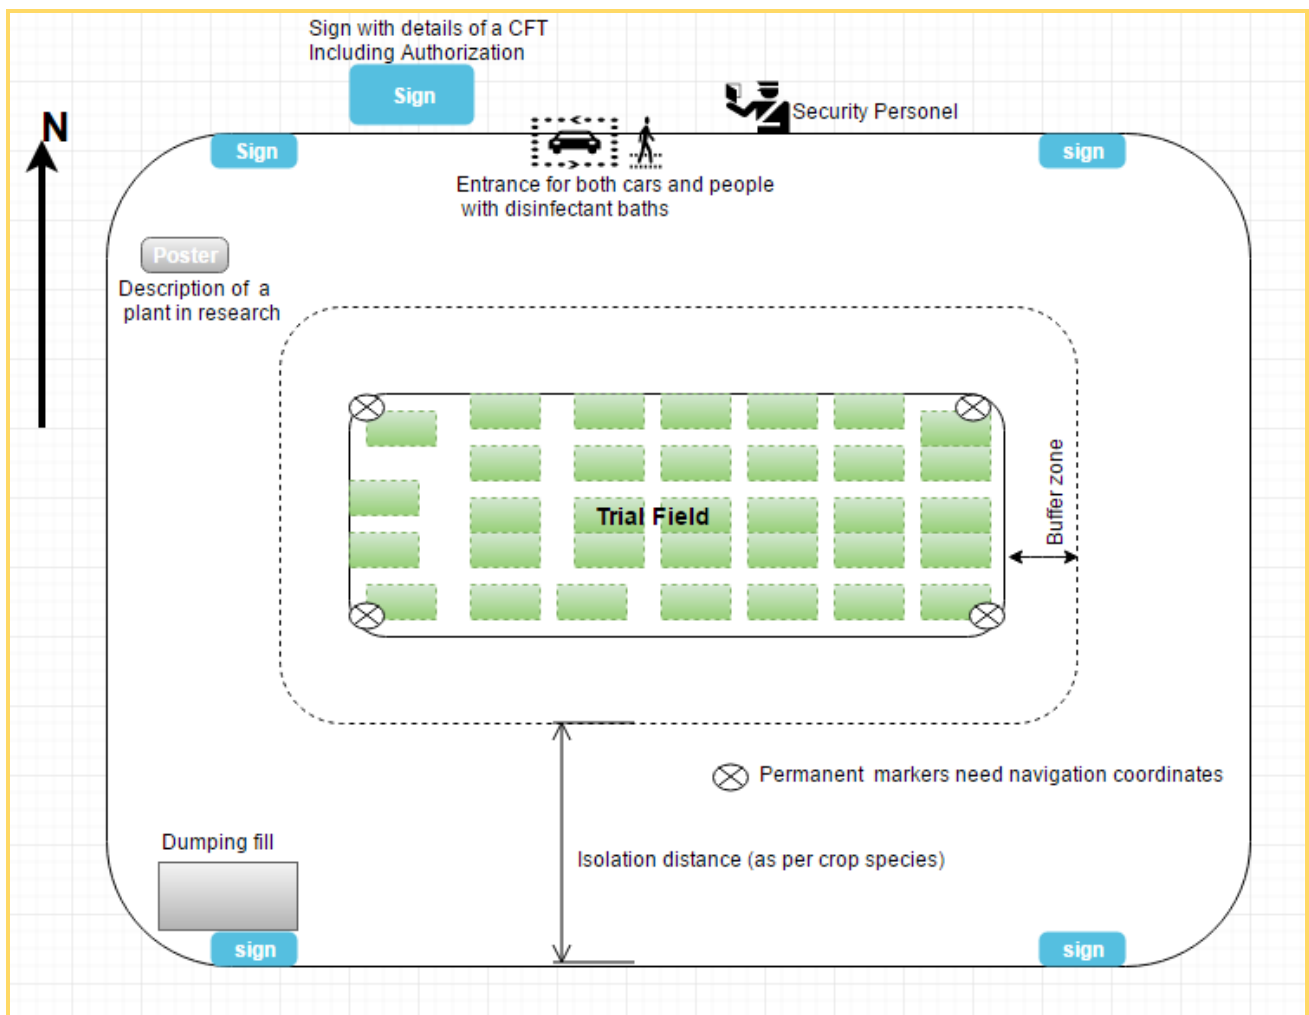 Sign with details of a CFT
Including Authorization
Sign
N
Security Personel
Sign
sign
Entrance for both cars and people
with disinfectant baths
Poster
Description of a
plant in research
Trial Field
Buffer zone
Permanent markers need navigation coordinates
Dumping fill
Isolation distance (as per crop species)
sign
sign